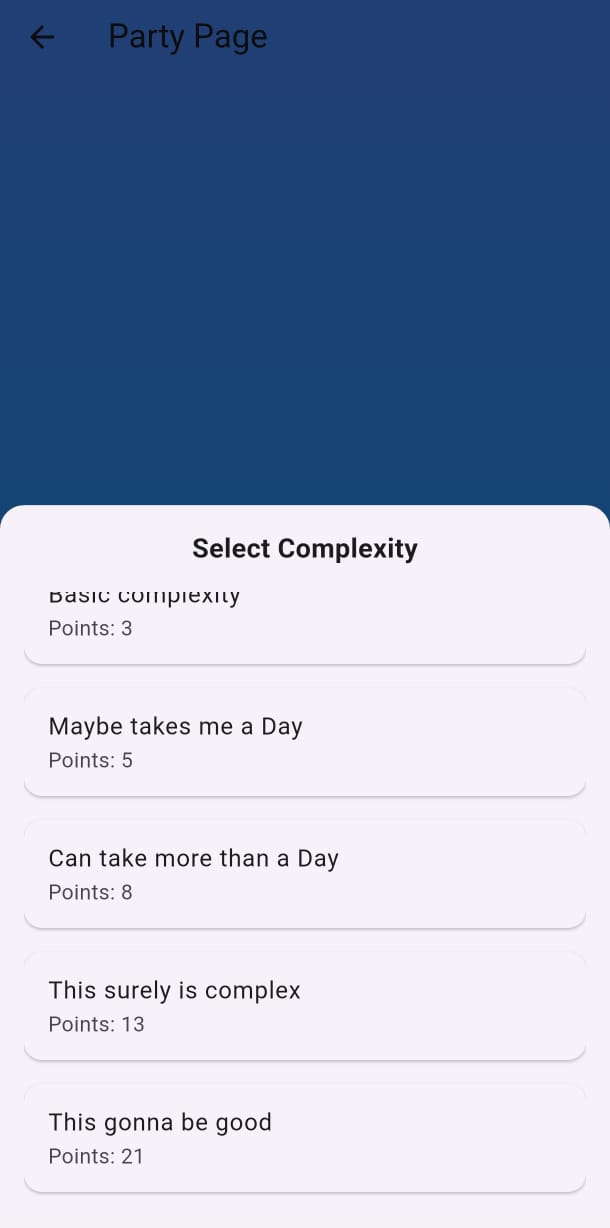 Party Page
Select Complexity
Basic complexity
Points: 3
Maybe takes me a Day
Points: 5
Can take more than a Day
Points: 8
This surely is complex
Points: 13
This gonna be good
Points: 21